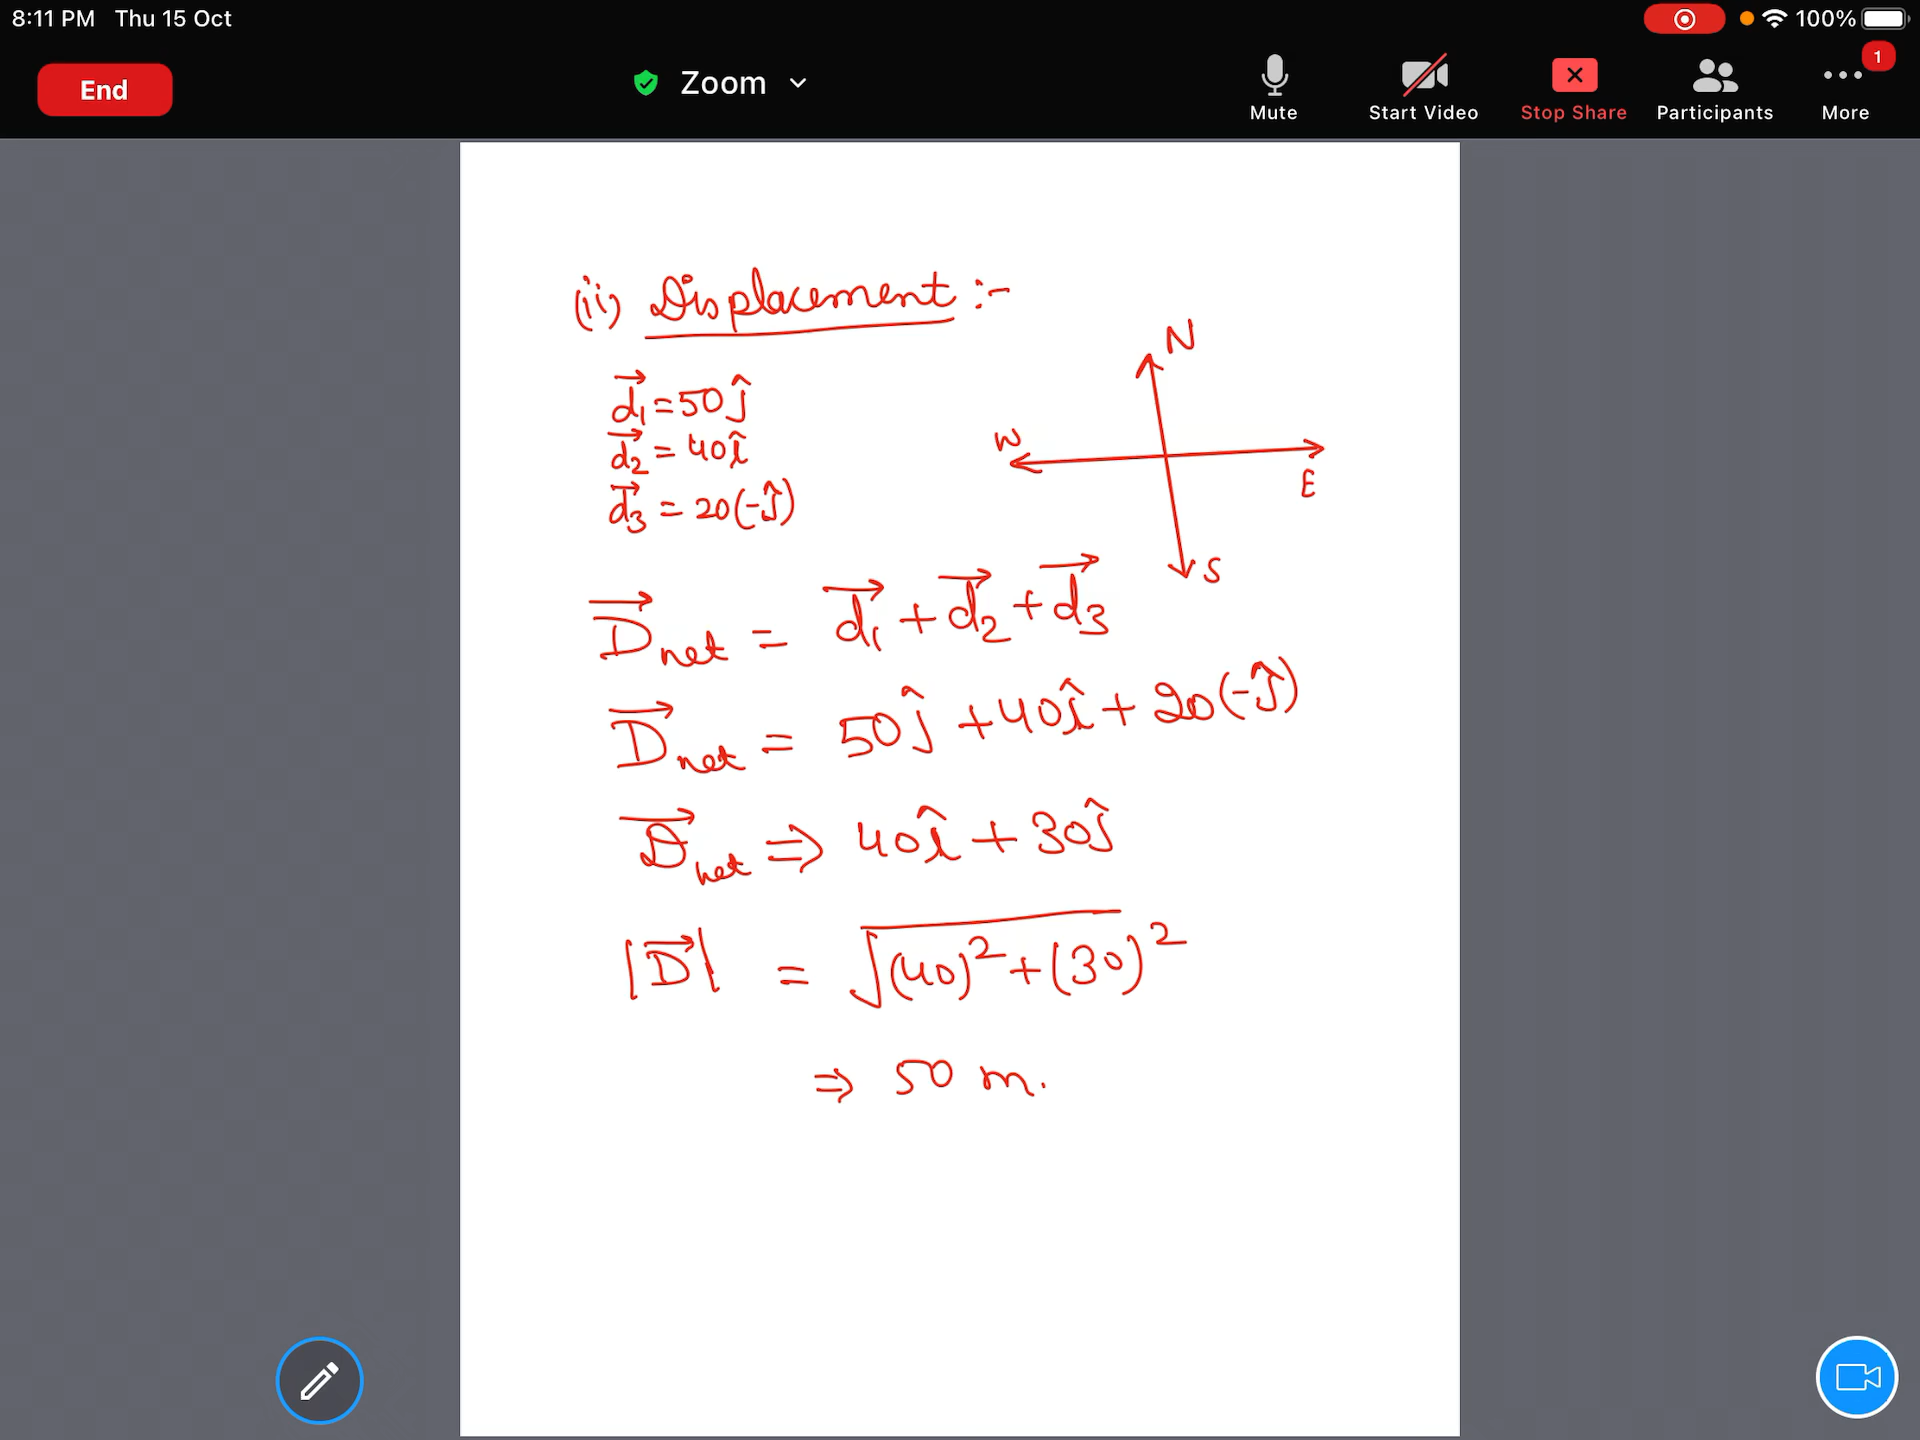 8:11 PM Thu 15 Oct
100%
End
Zoom
Mute
Start Video
Stop Share
Participants
More
1
(ii) Displacement :-
N
W
E
S
d⃗₁ = 50ĵ
d⃗₂ = 40î
d⃗₃ = 20(-ĵ)
D⃗net = d⃗₁ + d⃗₂ + d⃗₃
D⃗net = 50ĵ + 40î + 20(-ĵ)
D⃗net ⇒ 40î + 30ĵ
|D⃗| = √(40)² + (30)²
⇒ 50 m.